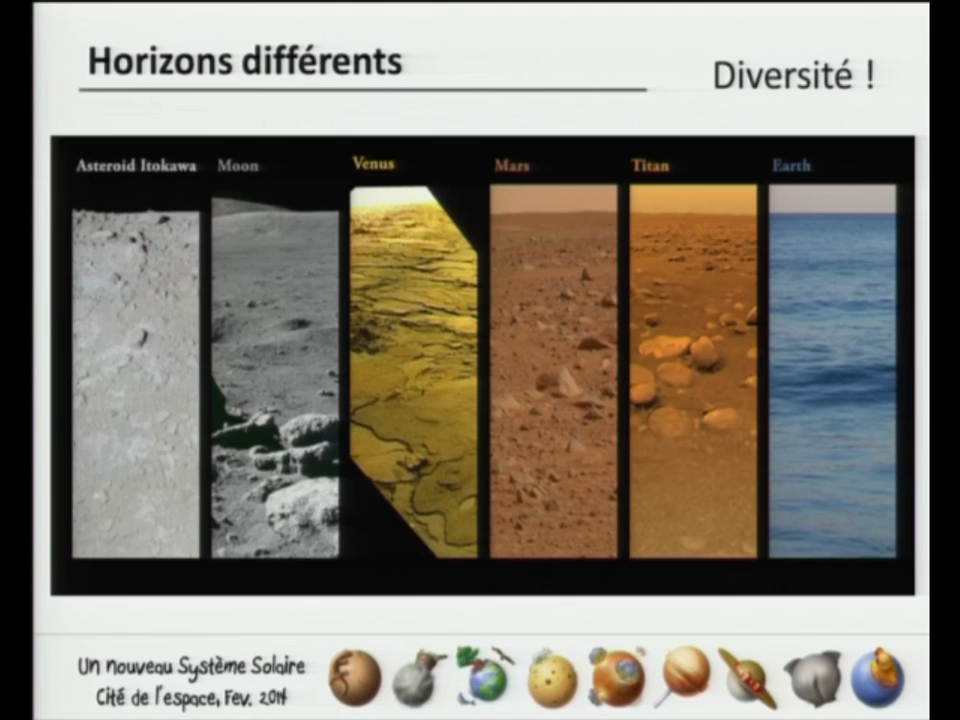 Horizons différents
Diversité !
Asteroid Itokawa
Moon
Venus
Mars
Titan
Earth
Un nouveau Système Solaire
Cité de l'espace, Fev. 2014